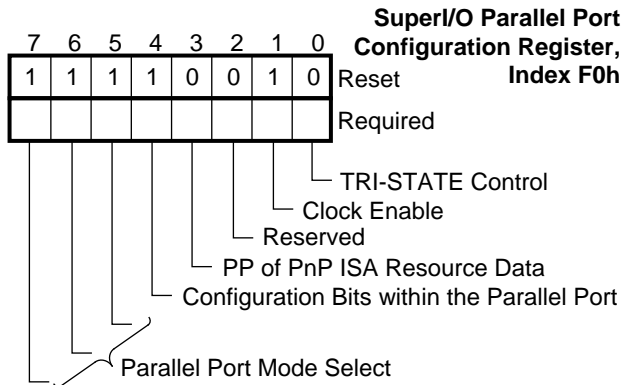 SuperI/O Parallel Port
Configuration Register,
Index F0h
7 6 5 4 3 2 1 0
1 1 1 1 0 0 1 0 Reset
Required
TRI-STATE Control
Clock Enable
Reserved
PP of PnP ISA Resource Data
Configuration Bits within the Parallel Port
Parallel Port Mode Select